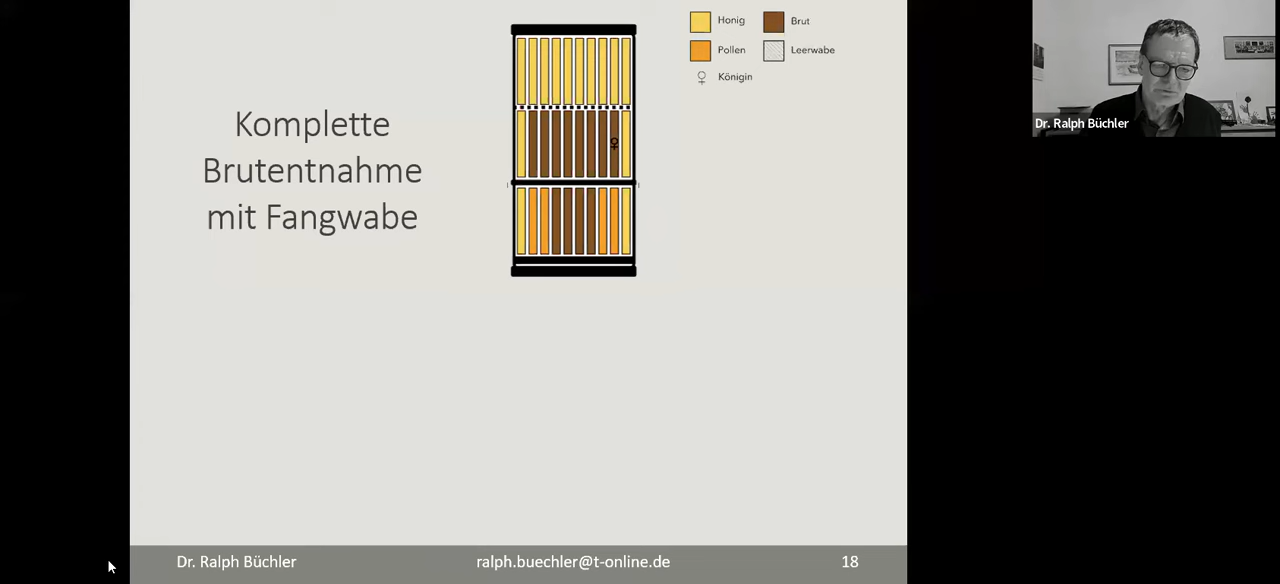 Komplette
Brutentnahme
mit Fangwabe
Honig
Brut
Pollen
Leerwabe
Königin
Dr. Ralph Büchler
Dr. Ralph Büchler
ralph.buechler@t-online.de
18